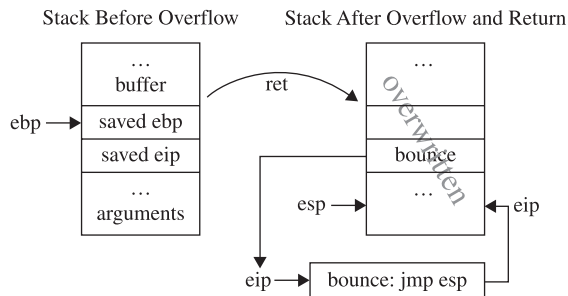 Stack Before Overflow
Stack After Overflow and Return
...
buffer
ebp
saved ebp
saved eip
...
arguments
ret
...
overwritten
bounce
...
esp
eip
eip
bounce: jmp esp